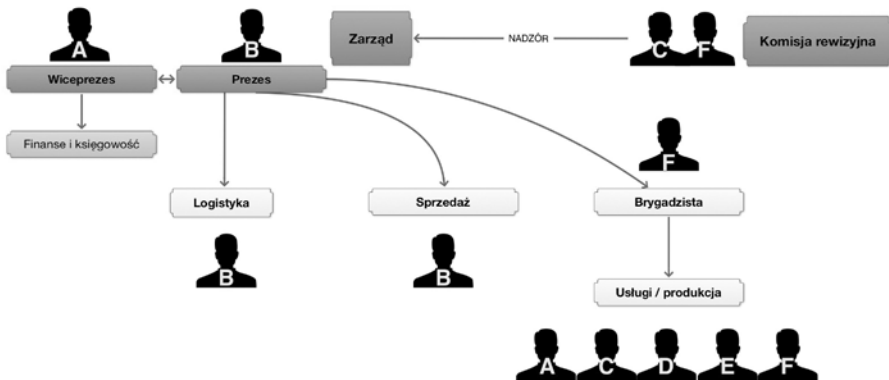 A
B
Zarząd
NADZÓR
C
F
Komisja rewizyjna
Wiceprezes
Prezes
Finanse i księgowość
F
Logistyka
Sprzedaż
Brygadzista
B
B
Usługi / produkcja
A
C
D
E
F